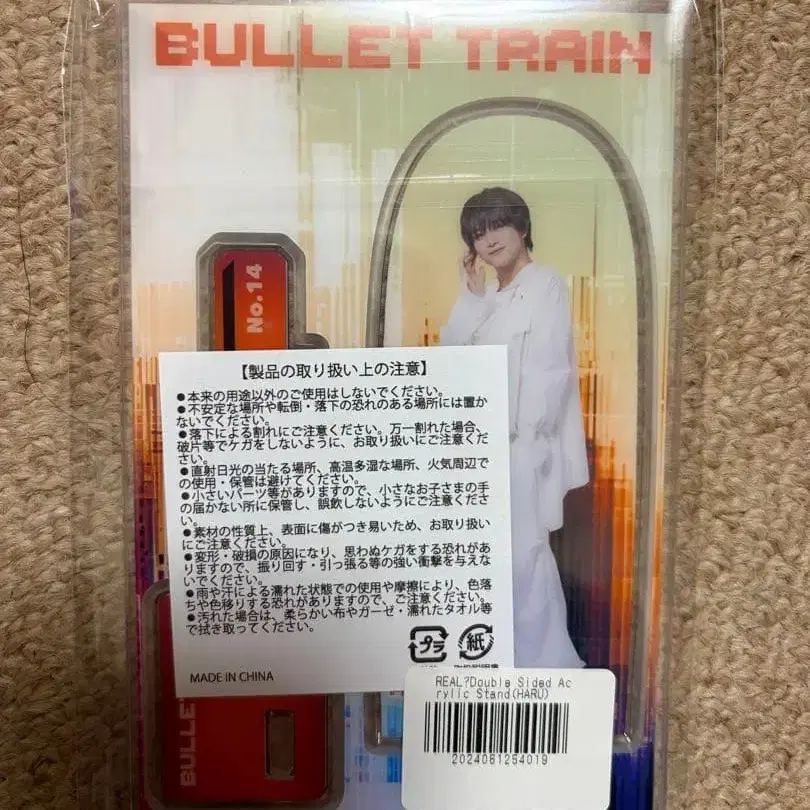 BULLET TRAIN
No.14
【製品の取り扱い上の注意】
●本来の用途以外のご使用はしないでください。
●不安定な場所や転倒・落下の恐れのある場所には置か
ないでください。
●落下による割れにご注意ください。万一割れた場合、
破片等でケガをしないように、お取り扱いにご注意くだ
さい。
●直射日光の当たる場所、高温多湿な場所、火気周辺で
の使用・保管は避けてください。
●小さいパーツ等がありますので、小さなお子さまの手
の届かない所に保管し、誤飲しないようにご注意くださ
い。
●素材の性質上、表面に傷がつき易いため、お取り扱い
にご注意ください。
●変形・破損の原因になり、思わぬケガをする恐れがあ
りますので、振り回す・引っ張る等の強い衝撃を与えな
いでください。
●雨や汗による濡れた状態での使用や摩擦により、色落
ちや色移りする恐れがありますので、ご注意ください。
●汚れた場合は、柔らかい布やガーゼ・濡れたタオル等
で拭き取ってください。
プラ
紙
MADE IN CHINA
BULLE
REAL?Double Sided Ac
rylic Stand(HARU)
2024061254019